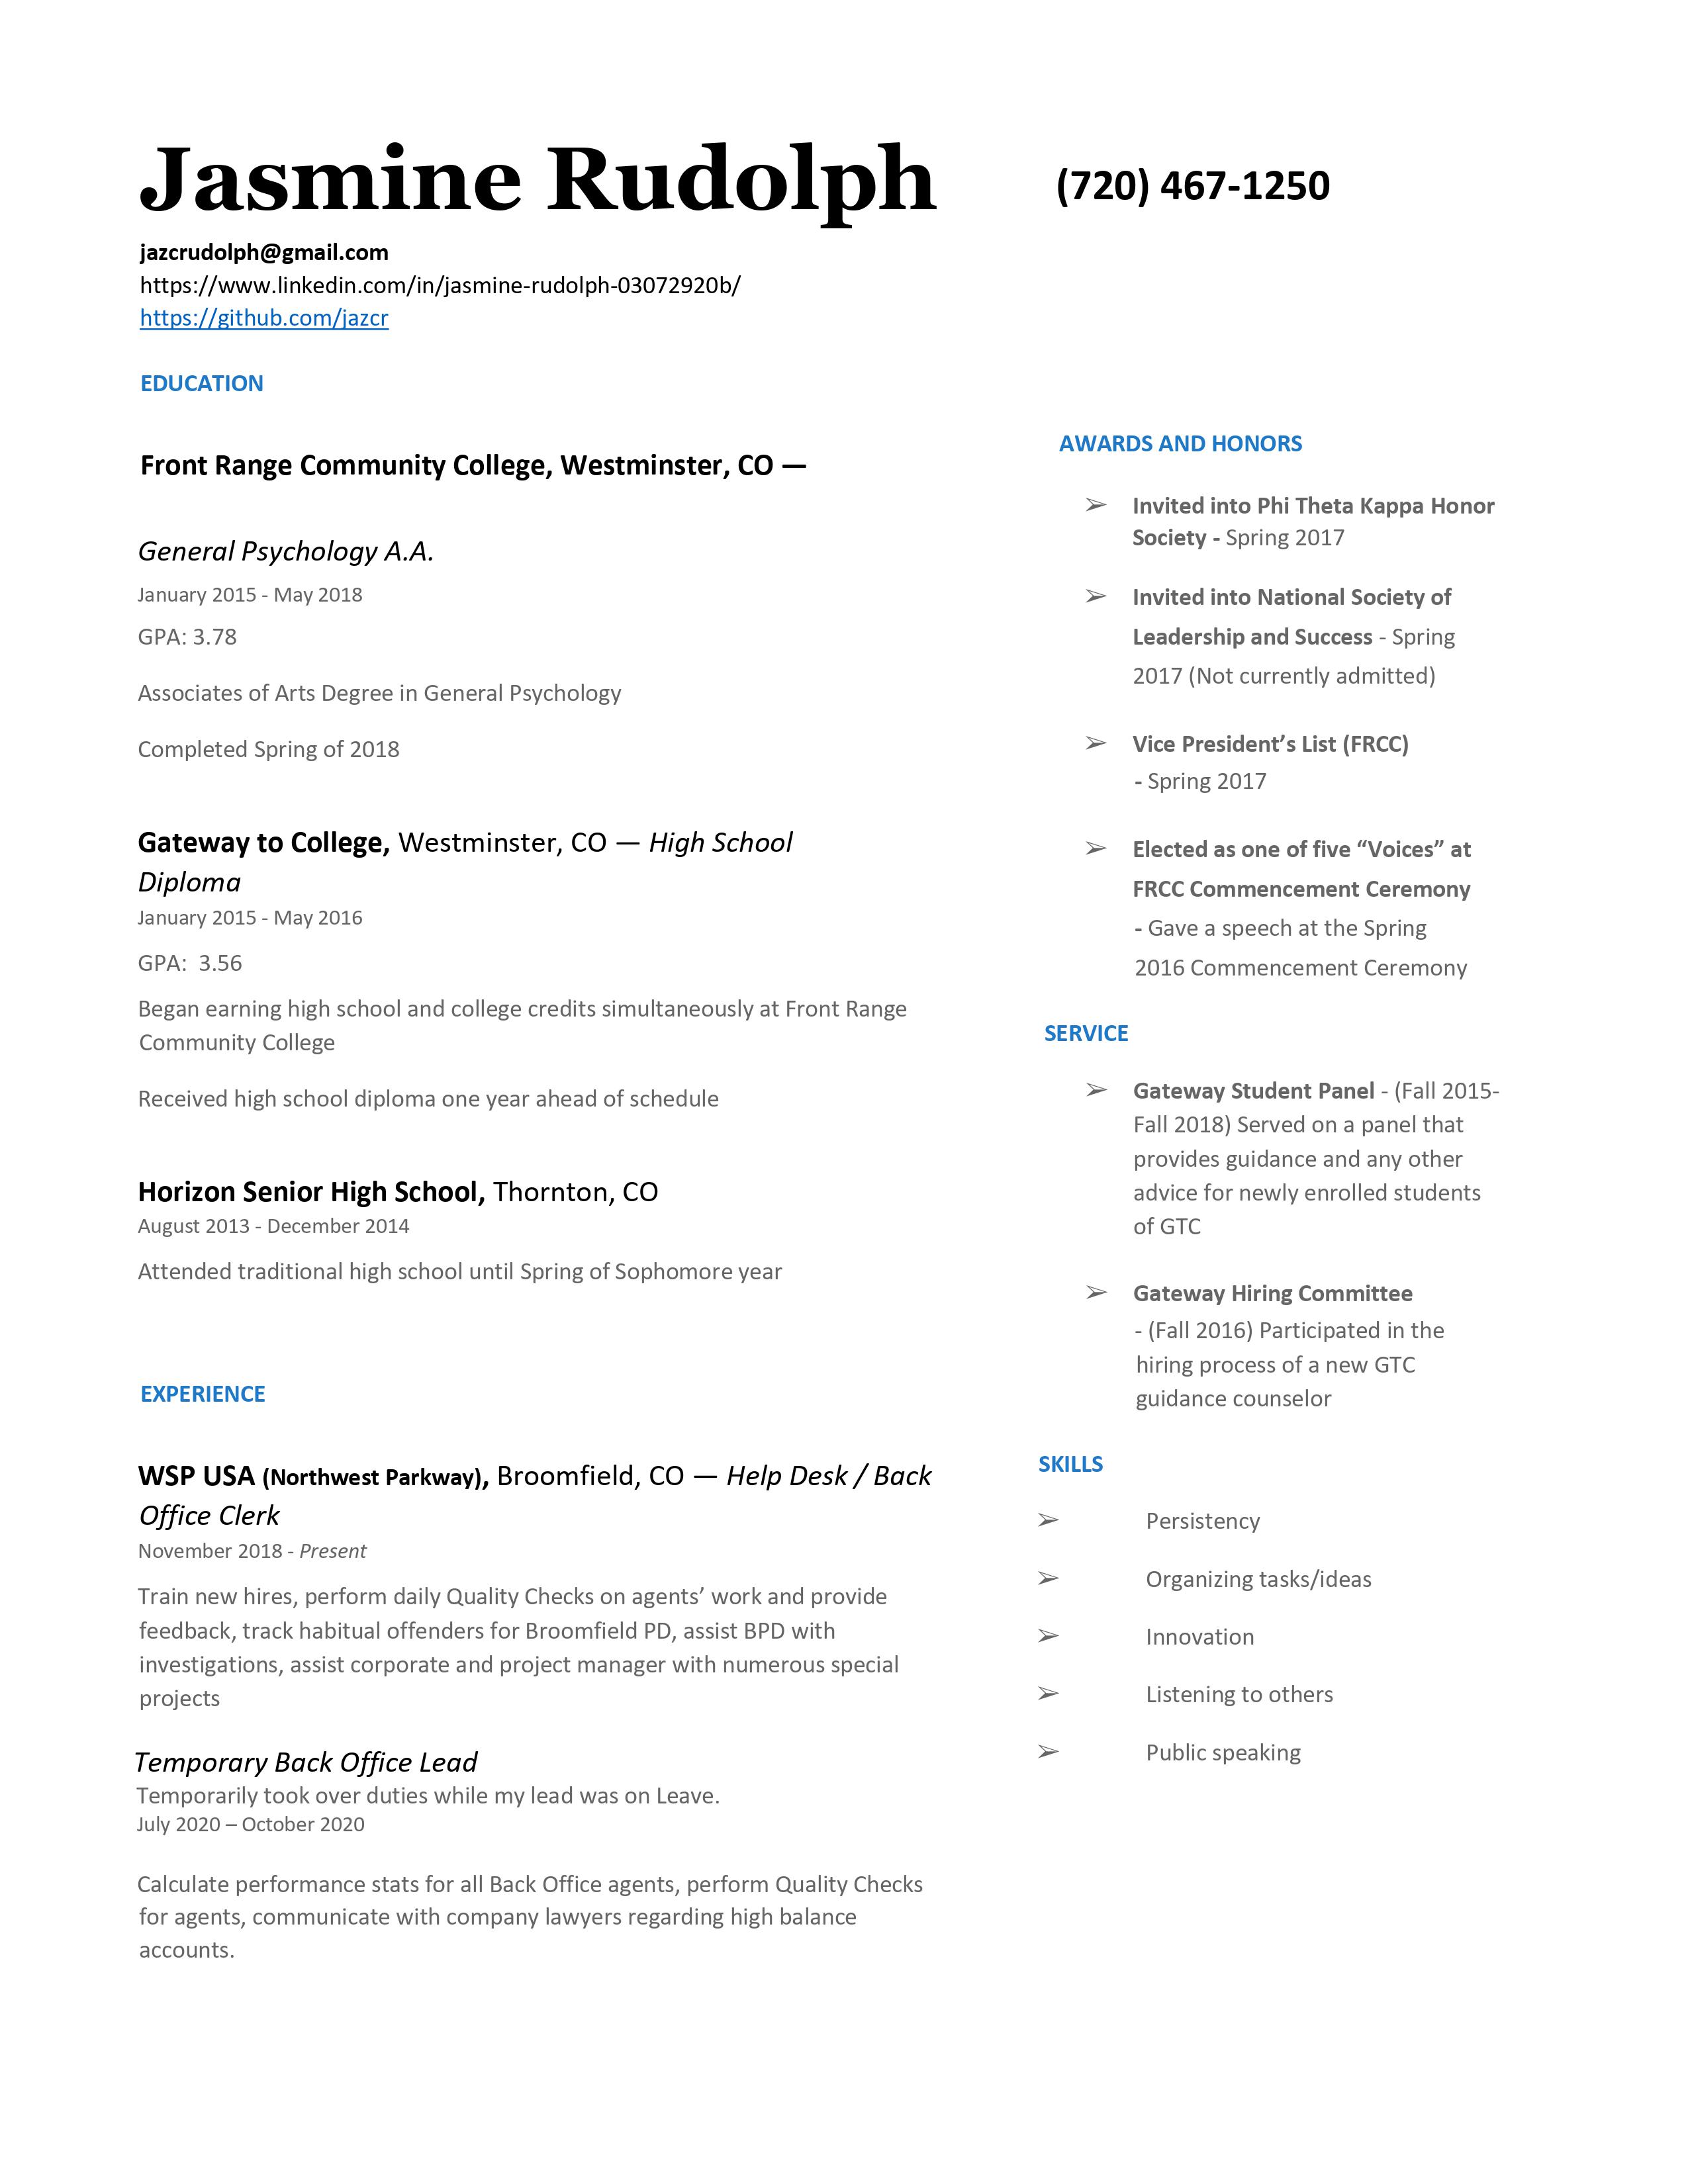 Jasmine Rudolph
(720) 467-1250
jazcrudolph@gmail.com
https://www.linkedin.com/in/jasmine-rudolph-03072920b/
https://github.com/jazcr
EDUCATION
Front Range Community College, Westminster, CO —
General Psychology A.A.
January 2015 - May 2018
GPA: 3.78
Associates of Arts Degree in General Psychology
Completed Spring of 2018
Gateway to College, Westminster, CO — High School
Diploma
January 2015 - May 2016
GPA:  3.56
Began earning high school and college credits simultaneously at Front Range
Community College
Received high school diploma one year ahead of schedule
Horizon Senior High School, Thornton, CO
August 2013 - December 2014
Attended traditional high school until Spring of Sophomore year
EXPERIENCE
WSP USA (Northwest Parkway), Broomfield, CO — Help Desk / Back
Office Clerk
November 2018 - Present
Train new hires, perform daily Quality Checks on agents’ work and provide
feedback, track habitual offenders for Broomfield PD, assist BPD with
investigations, assist corporate and project manager with numerous special
projects
Temporary Back Office Lead
Temporarily took over duties while my lead was on Leave.
July 2020 – October 2020
Calculate performance stats for all Back Office agents, perform Quality Checks
for agents, communicate with company lawyers regarding high balance
accounts.
AWARDS AND HONORS
➢ Invited into Phi Theta Kappa Honor
Society - Spring 2017
➢ Invited into National Society of
Leadership and Success - Spring
2017 (Not currently admitted)
➢ Vice President’s List (FRCC)
- Spring 2017
➢ Elected as one of five “Voices” at
FRCC Commencement Ceremony
- Gave a speech at the Spring
2016 Commencement Ceremony
SERVICE
➢ Gateway Student Panel - (Fall 2015-
Fall 2018) Served on a panel that
provides guidance and any other
advice for newly enrolled students
of GTC
➢ Gateway Hiring Committee
- (Fall 2016) Participated in the
hiring process of a new GTC
guidance counselor
SKILLS
➢ Persistency
➢ Organizing tasks/ideas
➢ Innovation
➢ Listening to others
➢ Public speaking